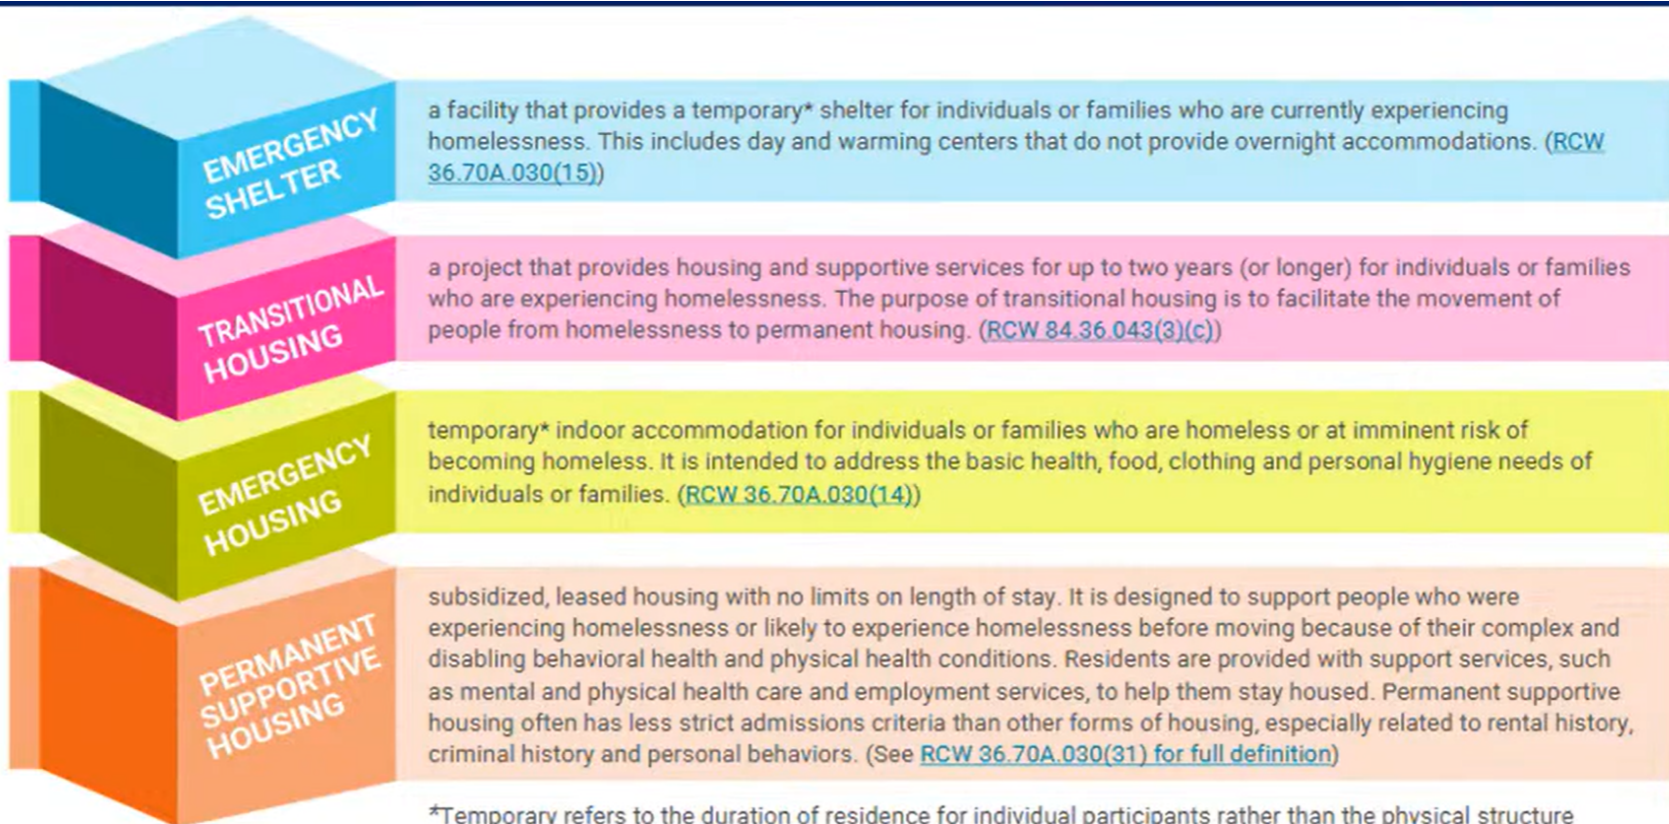 EMERGENCY
SHELTER
a facility that provides a temporary* shelter for individuals or families who are currently experiencing
homelessness. This includes day and warming centers that do not provide overnight accommodations. (RCW
36.70A.030(15))
TRANSITIONAL
HOUSING
a project that provides housing and supportive services for up to two years (or longer) for individuals or families
who are experiencing homelessness. The purpose of transitional housing is to facilitate the movement of
people from homelessness to permanent housing. (RCW 84.36.043(3)(c))
EMERGENCY
HOUSING
temporary* indoor accommodation for individuals or families who are homeless or at imminent risk of
becoming homeless. It is intended to address the basic health, food, clothing and personal hygiene needs of
individuals or families. (RCW 36.70A.030(14))
PERMANENT
SUPPORTIVE
HOUSING
subsidized, leased housing with no limits on length of stay. It is designed to support people who were
experiencing homelessness or likely to experience homelessness before moving because of their complex and
disabling behavioral health and physical health conditions. Residents are provided with support services, such
as mental and physical health care and employment services, to help them stay housed. Permanent supportive
housing often has less strict admissions criteria than other forms of housing, especially related to rental history,
criminal history and personal behaviors. (See RCW 36.70A.030(31) for full definition)
*Temporary refers to the duration of residence for individual participants rather than the physical structure